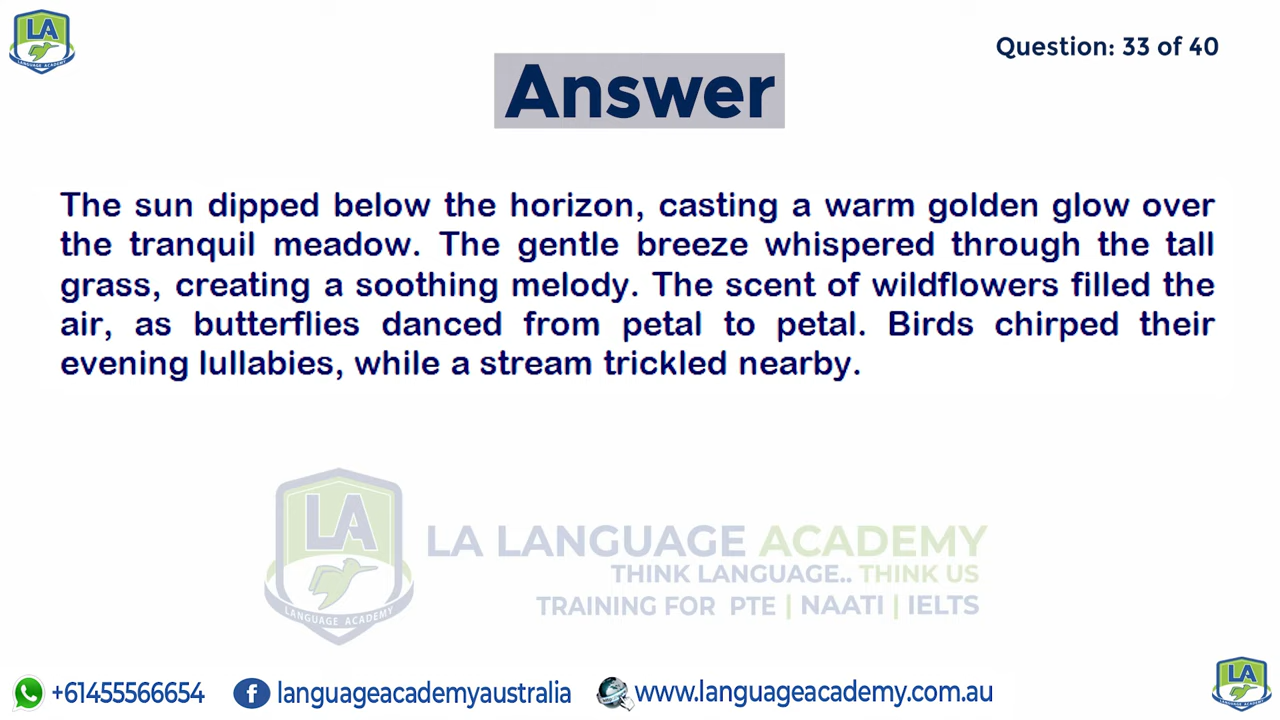 LA
LANGUAGE ACADEMY
Question: 33 of 40
Answer
The sun dipped below the horizon, casting a warm golden glow over
the tranquil meadow. The gentle breeze whispered through the tall
grass, creating a soothing melody. The scent of wildflowers filled the
air, as butterflies danced from petal to petal. Birds chirped their
evening lullabies, while a stream trickled nearby.
LA
LANGUAGE ACADEMY
LA LANGUAGE ACADEMY
THINK LANGUAGE.. THINK US
TRAINING FOR PTE | NAATI | IELTS
+61455566654
languageacademyaustralia
www.languageacademy.com.au
LA
LANGUAGE ACADEMY